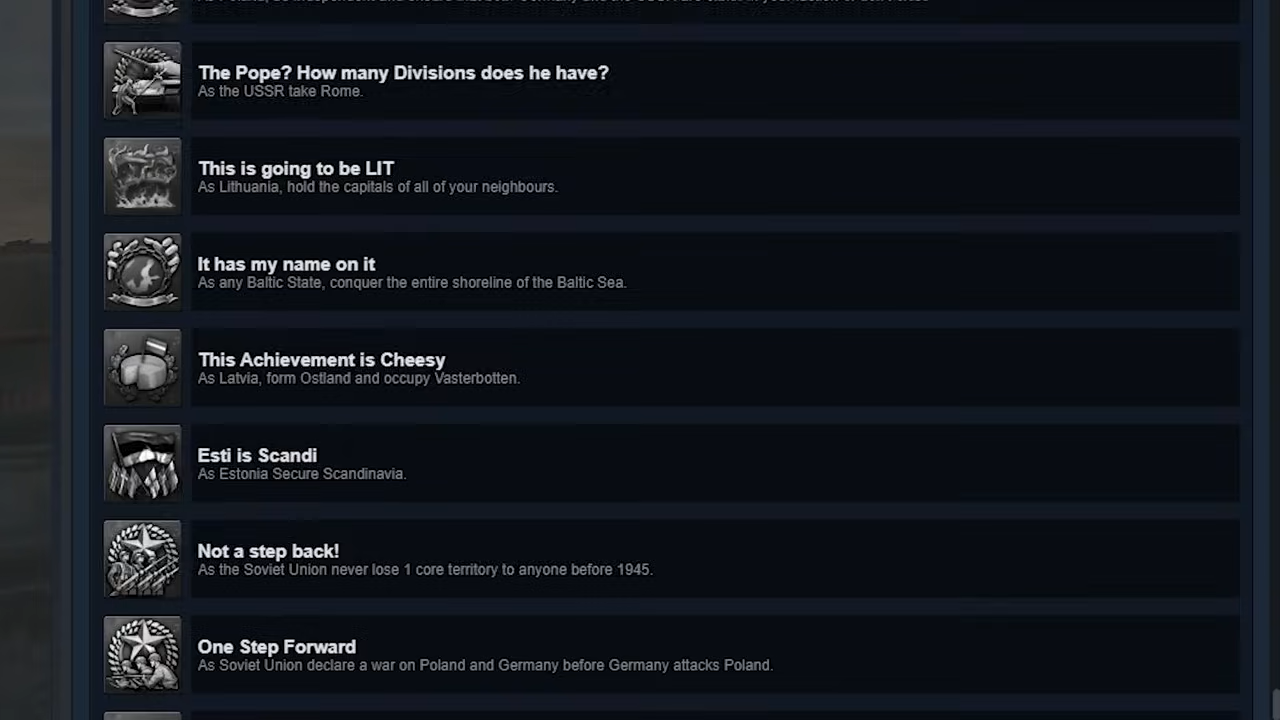 The Pope? How many Divisions does he have?
As the USSR take Rome.
This is going to be LIT
As Lithuania, hold the capitals of all of your neighbours.
It has my name on it
As any Baltic State, conquer the entire shoreline of the Baltic Sea.
This Achievement is Cheesy
As Latvia, form Ostland and occupy Vasterbotten.
Esti is Scandi
As Estonia Secure Scandinavia.
Not a step back!
As the Soviet Union never lose 1 core territory to anyone before 1945.
One Step Forward
As Soviet Union declare a war on Poland and Germany before Germany attacks Poland.